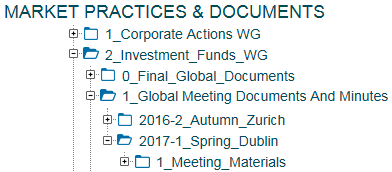 MARKET PRACTICES & DOCUMENTS
1_Corporate Actions WG
2_Investment_Funds_WG
0_Final_Global_Documents
1_Global Meeting Documents And Minutes
2016-2_Autumn_Zurich
2017-1_Spring_Dublin
1_Meeting_Materials